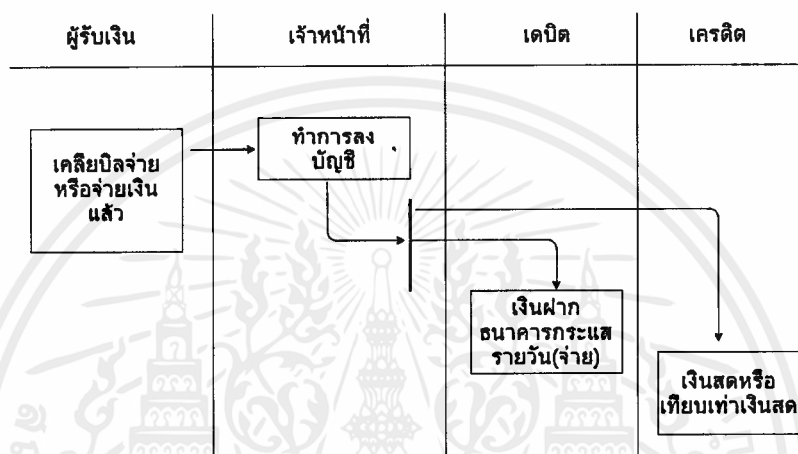 ผู้รับเงิน เจ้าหน้าที่ เดบิต เครดิต
เคลียบิลจ่าย
หรือจ่ายเงิน
แล้ว
ทำการลง
บัญชี
เงินฝาก
ธนาคารกระแส
รายวัน(จ่าย)
เงินสดหรือ
เทียบเท่าเงินสด